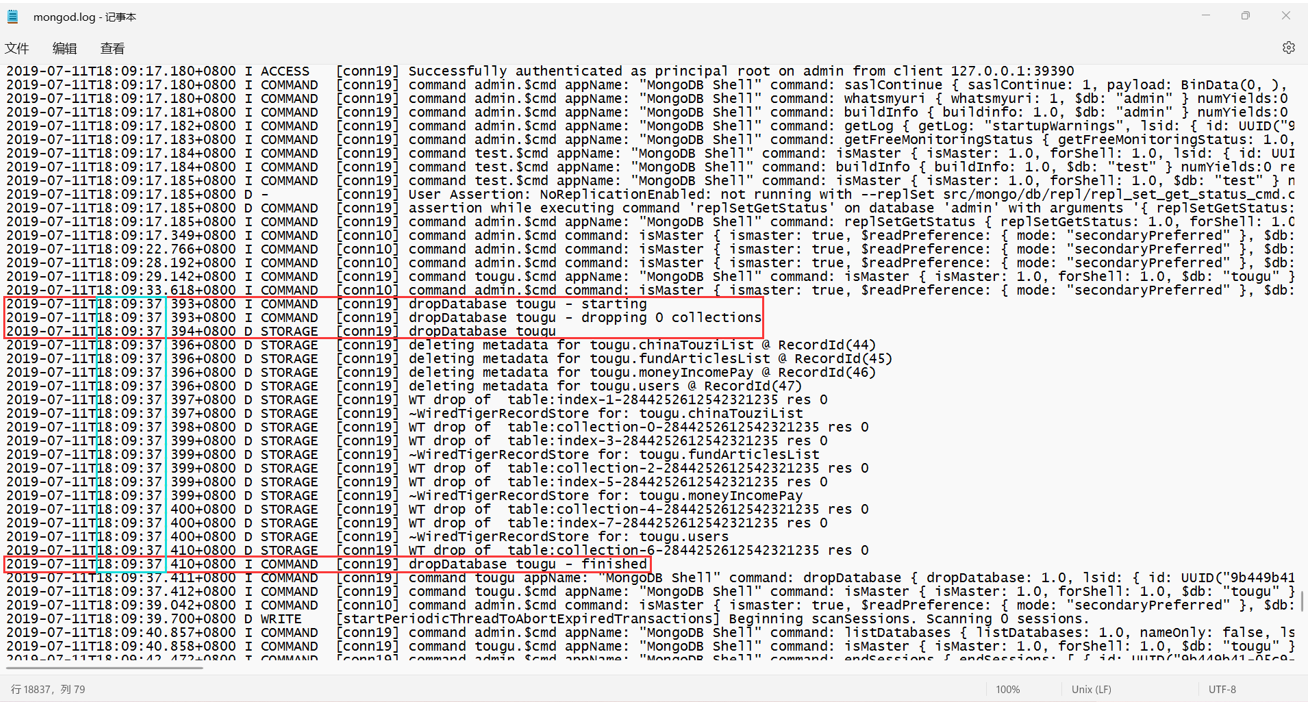 mongod.log - 记事本
文件 编辑 查看
2019-07-11T18:09:17.180+0800 I ACCESS   [conn19] Successfully authenticated as principal root on admin from client 127.0.0.1:39390
2019-07-11T18:09:17.180+0800 I COMMAND  [conn19] command admin.$cmd appName: "MongoDB Shell" command: saslContinue { saslContinue: 1, payload: BinData(0, ),
2019-07-11T18:09:17.180+0800 I COMMAND  [conn19] command admin.$cmd appName: "MongoDB Shell" command: whatsmyuri { whatsmyuri: 1, $db: "admin" } numYields:0
2019-07-11T18:09:17.181+0800 I COMMAND  [conn19] command admin.$cmd appName: "MongoDB Shell" command: buildInfo { buildinfo: 1.0, $db: "admin" } numYields:0
2019-07-11T18:09:17.182+0800 I COMMAND  [conn19] command admin.$cmd appName: "MongoDB Shell" command: getLog { getLog: "startupWarnings", lsid: { id: UUID("9
2019-07-11T18:09:17.183+0800 I COMMAND  [conn19] command admin.$cmd appName: "MongoDB Shell" command: getFreeMonitoringStatus { getFreeMonitoringStatus: 1.0,
2019-07-11T18:09:17.184+0800 I COMMAND  [conn19] command test.$cmd appName: "MongoDB Shell" command: isMaster { isMaster: 1.0, forShell: 1.0, lsid: { id: UUI
2019-07-11T18:09:17.184+0800 I COMMAND  [conn19] command test.$cmd appName: "MongoDB Shell" command: buildInfo { buildInfo: 1.0, $db: "test" } numYields:0 re
2019-07-11T18:09:17.185+0800 I COMMAND  [conn19] command test.$cmd appName: "MongoDB Shell" command: isMaster { isMaster: 1.0, forShell: 1.0, $db: "test" } n
2019-07-11T18:09:17.185+0800 D -        [conn19] User Assertion: NoReplicationEnabled: not running with --replSet src/mongo/db/repl/repl_set_get_status_cmd.c
2019-07-11T18:09:17.185+0800 D COMMAND  [conn19] assertion while executing command 'replSetGetStatus' on database 'admin' with arguments '{ replSetGetStatus:
2019-07-11T18:09:17.185+0800 I COMMAND  [conn19] command admin.$cmd appName: "MongoDB Shell" command: replSetGetStatus { replSetGetStatus: 1.0, forShell: 1.0
2019-07-11T18:09:17.349+0800 I COMMAND  [conn10] command admin.$cmd command: isMaster { ismaster: true, $readPreference: { mode: "secondaryPreferred" }, $db:
2019-07-11T18:09:22.766+0800 I COMMAND  [conn10] command admin.$cmd command: isMaster { ismaster: true, $readPreference: { mode: "secondaryPreferred" }, $db:
2019-07-11T18:09:28.192+0800 I COMMAND  [conn10] command admin.$cmd command: isMaster { ismaster: true, $readPreference: { mode: "secondaryPreferred" }, $db:
2019-07-11T18:09:29.142+0800 I COMMAND  [conn19] command tougu.$cmd appName: "MongoDB Shell" command: isMaster { isMaster: 1.0, forShell: 1.0, $db: "tougu" }
2019-07-11T18:09:33.618+0800 I COMMAND  [conn10] command admin.$cmd command: isMaster { ismaster: true, $readPreference: { mode: "secondaryPreferred" }, $db:
2019-07-11T18:09:37 393+0800 I COMMAND  [conn19] dropDatabase tougu - starting
2019-07-11T18:09:37 393+0800 I COMMAND  [conn19] dropDatabase tougu - dropping 0 collections
2019-07-11T18:09:37 394+0800 D STORAGE  [conn19] dropDatabase tougu
2019-07-11T18:09:37 396+0800 D STORAGE  [conn19] deleting metadata for tougu.chinaTouziList @ RecordId(44)
2019-07-11T18:09:37 396+0800 D STORAGE  [conn19] deleting metadata for tougu.fundArticlesList @ RecordId(45)
2019-07-11T18:09:37 396+0800 D STORAGE  [conn19] deleting metadata for tougu.moneyIncomePay @ RecordId(46)
2019-07-11T18:09:37 396+0800 D STORAGE  [conn19] deleting metadata for tougu.users @ RecordId(47)
2019-07-11T18:09:37 397+0800 D STORAGE  [conn19] WT drop of  table:index-1-2844252612542321235 res 0
2019-07-11T18:09:37 397+0800 D STORAGE  [conn19] ~WiredTigerRecordStore for: tougu.chinaTouziList
2019-07-11T18:09:37 398+0800 D STORAGE  [conn19] WT drop of  table:collection-0-2844252612542321235 res 0
2019-07-11T18:09:37 399+0800 D STORAGE  [conn19] WT drop of  table:index-3-2844252612542321235 res 0
2019-07-11T18:09:37 399+0800 D STORAGE  [conn19] ~WiredTigerRecordStore for: tougu.fundArticlesList
2019-07-11T18:09:37 399+0800 D STORAGE  [conn19] WT drop of  table:collection-2-2844252612542321235 res 0
2019-07-11T18:09:37 399+0800 D STORAGE  [conn19] WT drop of  table:index-5-2844252612542321235 res 0
2019-07-11T18:09:37 399+0800 D STORAGE  [conn19] ~WiredTigerRecordStore for: tougu.moneyIncomePay
2019-07-11T18:09:37 400+0800 D STORAGE  [conn19] WT drop of  table:collection-4-2844252612542321235 res 0
2019-07-11T18:09:37 400+0800 D STORAGE  [conn19] WT drop of  table:index-7-2844252612542321235 res 0
2019-07-11T18:09:37 400+0800 D STORAGE  [conn19] ~WiredTigerRecordStore for: tougu.users
2019-07-11T18:09:37 410+0800 D STORAGE  [conn19] WT drop of  table:collection-6-2844252612542321235 res 0
2019-07-11T18:09:37 410+0800 I COMMAND  [conn19] dropDatabase tougu - finished
2019-07-11T18:09:37.411+0800 I COMMAND  [conn19] command tougu appName: "MongoDB Shell" command: dropDatabase { dropDatabase: 1.0, lsid: { id: UUID("9b449b41
2019-07-11T18:09:37.412+0800 I COMMAND  [conn19] command tougu.$cmd appName: "MongoDB Shell" command: isMaster { isMaster: 1.0, forShell: 1.0, $db: "tougu" }
2019-07-11T18:09:39.042+0800 I COMMAND  [conn10] command admin.$cmd command: isMaster { ismaster: true, $readPreference: { mode: "secondaryPreferred" }, $db:
2019-07-11T18:09:39.700+0800 D WRITE    [startPeriodicThreadToAbortExpiredTransactions] Beginning scanSessions. Scanning 0 sessions.
2019-07-11T18:09:40.857+0800 I COMMAND  [conn19] command admin.$cmd appName: "MongoDB Shell" command: listDatabases { listDatabases: 1.0, nameOnly: false, ls
2019-07-11T18:09:40.858+0800 I COMMAND  [conn19] command tougu.$cmd appName: "MongoDB Shell" command: isMaster { isMaster: 1.0, forShell: 1.0, $db: "tougu" }
2019-07-11T18:09:42.472+0800 I COMMAND  [conn19] command admin.$cmd appName: "MongoDB Shell" command: endSessions { endSessions: [ { id: UUID("9b449b41-05c9-
行 18837，列 79 100% Unix (LF) UTF-8